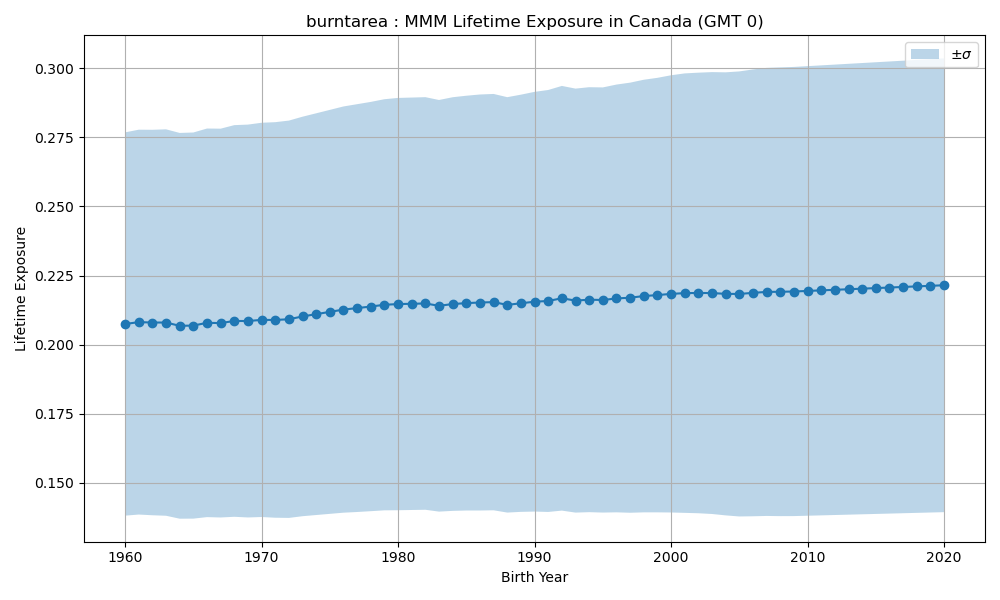 burntarea : MMM Lifetime Exposure in Canada (GMT 0)
±σ
0.300
0.275
0.250
0.225
0.200
0.175
0.150
Lifetime Exposure
1960 1970 1980 1990 2000 2010 2020
Birth Year